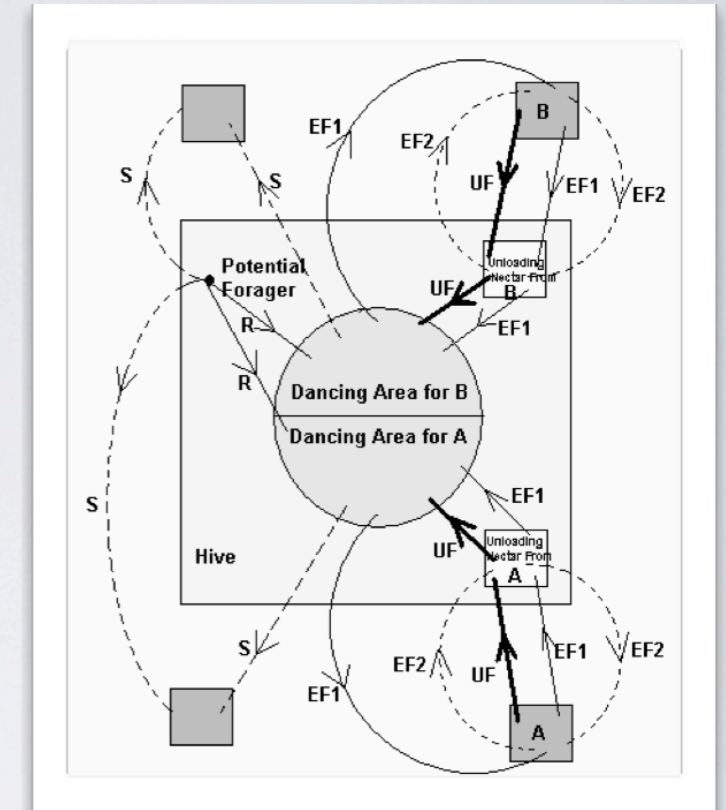 B
EF1
EF2
S
S
UF
EF1
EF2
Potential
Forager
Unloading
Nectar From
B
UF
R
EF1
R
Dancing Area for B
Dancing Area for A
S
EF1
Hive
UF
Unloading
Nectar From
A
S
EF2
UF
EF1
EF2
EF1
A